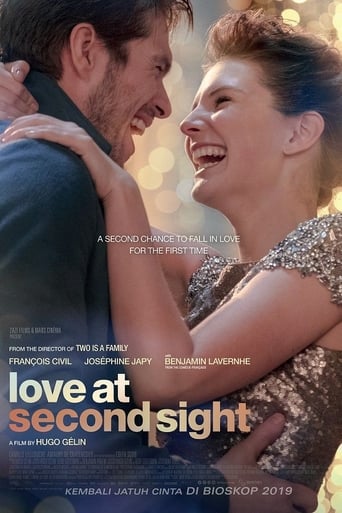 A SECOND CHANCE TO FALL IN LOVE
FOR THE FIRST TIME
ZAZI FILMS & MARS CINÉMA
FROM THE DIRECTOR OF TWO IS A FAMILY
FRANÇOIS CIVIL JOSÉPHINE JAPY WITH BENJAMIN LAVERNHE
love at
second sight
A FILM BY HUGO GÉLIN
KEMBALI JATUH CINTA DI BIOSKOP 2019